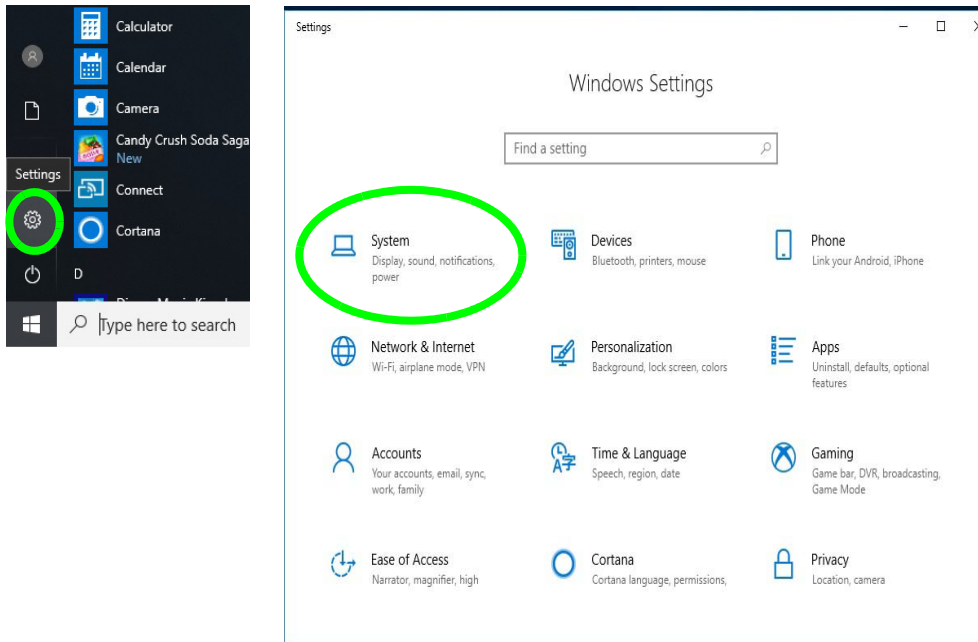 Calculator
Calendar
Camera
Candy Crush Soda Saga
New
Settings
Connect
Cortana
D
Type here to search
Settings
Windows Settings
Find a setting
System
Display, sound, notifications,
power
Devices
Bluetooth, printers, mouse
Phone
Link your Android, iPhone
Network & Internet
Wi-Fi, airplane mode, VPN
Personalization
Background, lock screen, colors
Apps
Uninstall, defaults, optional
features
Accounts
Your accounts, email, sync,
work, family
Time & Language
Speech, region, date
Gaming
Game bar, DVR, broadcasting,
Game Mode
Ease of Access
Narrator, magnifier, high
Cortana
Cortana language, permissions,
Privacy
Location, camera